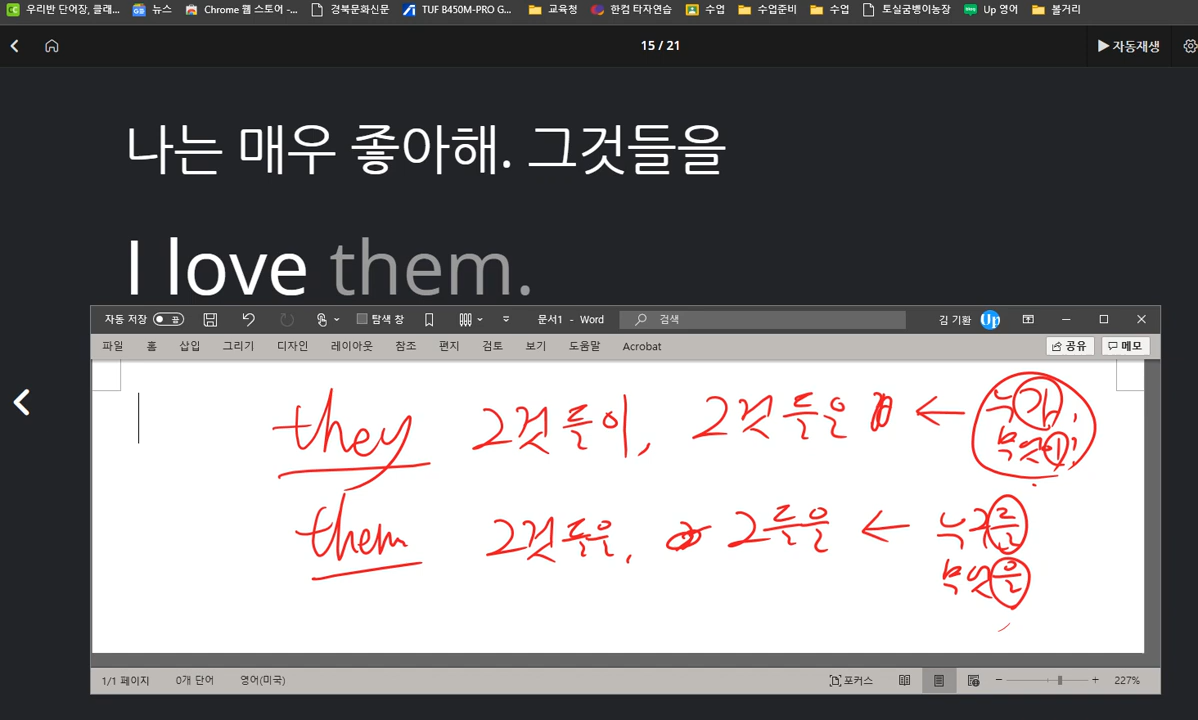 우리반 단어장, 클래... 뉴스 Chrome 웹 스토어 -... 경북문화신문 TUF B450M-PRO G... 교육청 한컴 타자연습 수업 수업준비 수업 토실굼벵이농장 Up 영어 볼거리
15 / 21 자동재생
나는 매우 좋아해. 그것들을
I love them.
자동 저장 끔 탐색 창 문서1 - Word 검색 김 기환 Up
파일 홈 삽입 그리기 디자인 레이아웃 참조 편지 검토 보기 도움말 Acrobat 공유 메모
they 그것들이, 그것들은 ← 누가,
무엇이,
them 그것들을, 그들을 ← 누구를
무엇을
1/1 페이지 0개 단어 영어(미국) 포커스 227%